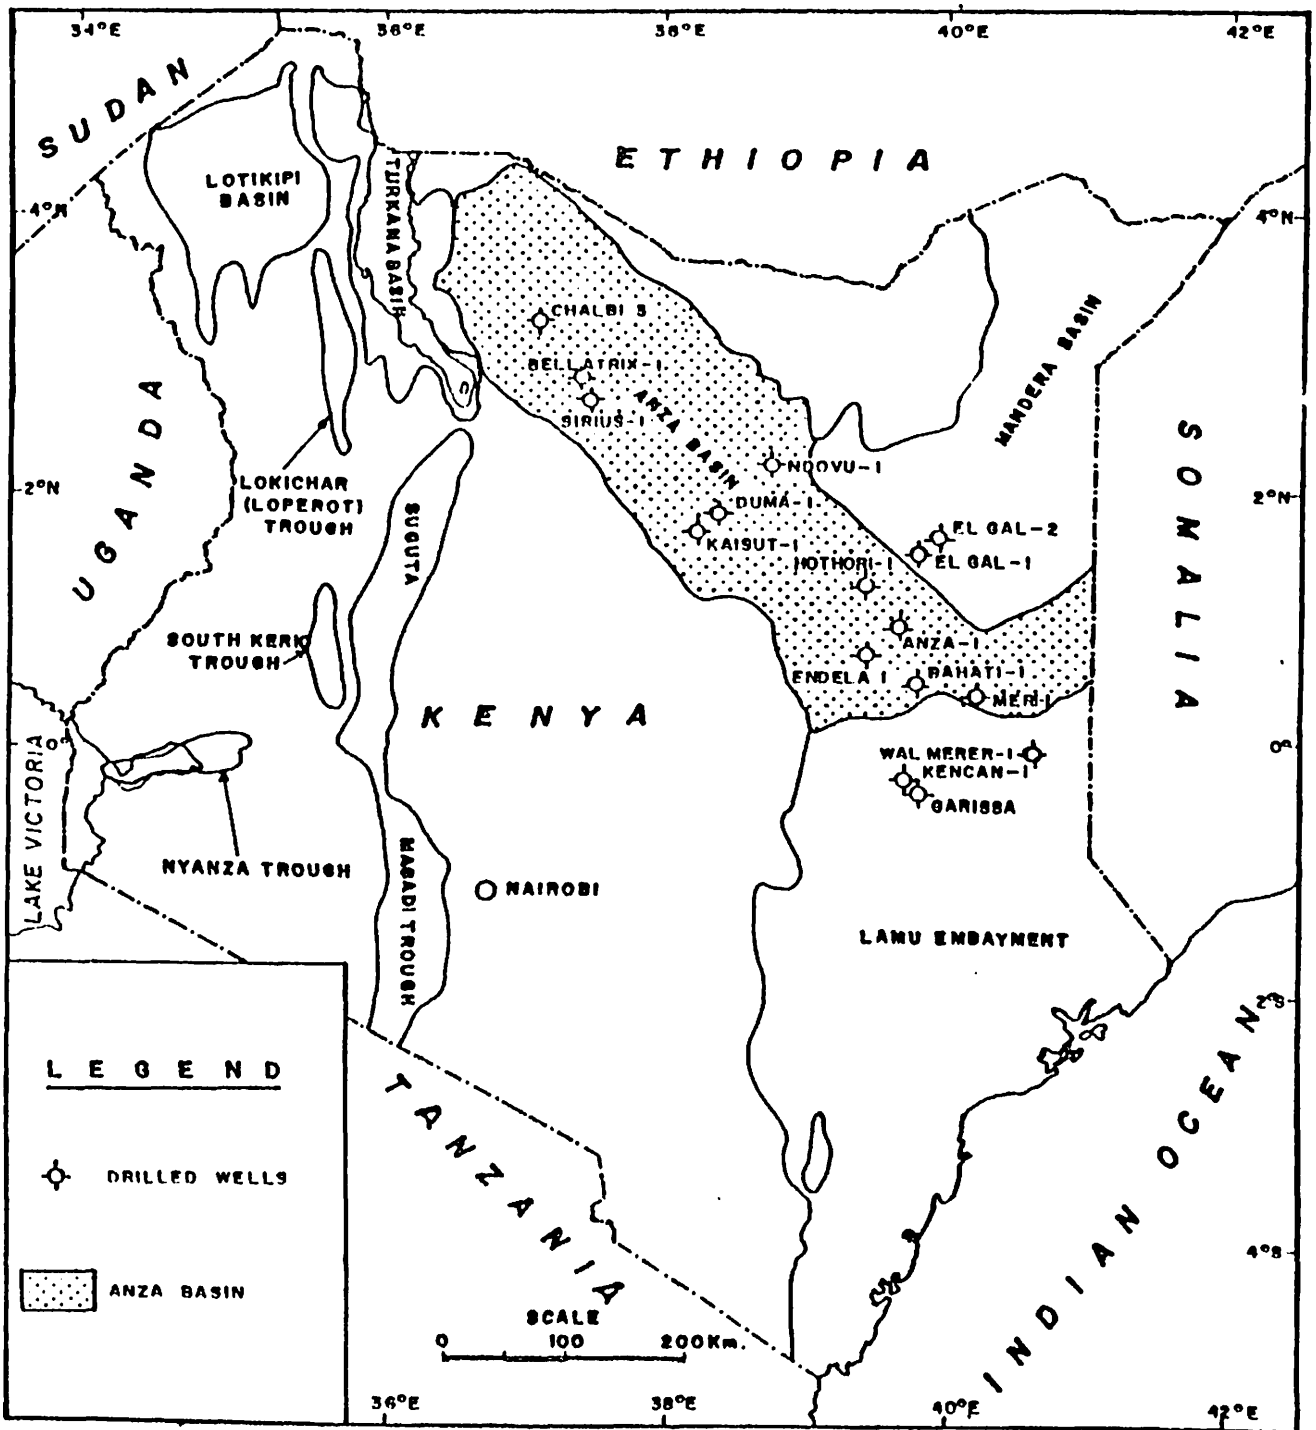 34°E 36°E 38°E 40°E 42°E
SUDAN
ETHIOPIA
LOTIKIPI
BASIN
TURKANA BASIN
4°N 4°N
CHALBI 3
BELLATRIX-1
SIRIUS-1
ANZA BASIN
MANDERA BASIN
UGANDA
SOMALIA
NDOVU-1
2°N 2°N
LOKICHAR
(LOPEROT)
TROUGH
SUGUTA
DUMA-1
KAISUT-1
EL GAL-2
EL GAL-1
HOTHORI-1
SOUTH KERI
TROUGH
ANZA-1
ENDELA 1
BAHATI-1
MERI-1
KENYA
0° 0°
LAKE VICTORIA
WAL MERER-1
KENCAN-1
GARISSA
NYANZA TROUGH
MAGADI TROUGH
NAIROBI
LAMU EMBAYMENT
2°S
LEGEND
DRILLED WELLS
ANZA BASIN
TANZANIA
INDIAN OCEAN
4°S
SCALE
0 100 200Km.
36°E 38°E 40°E 42°E